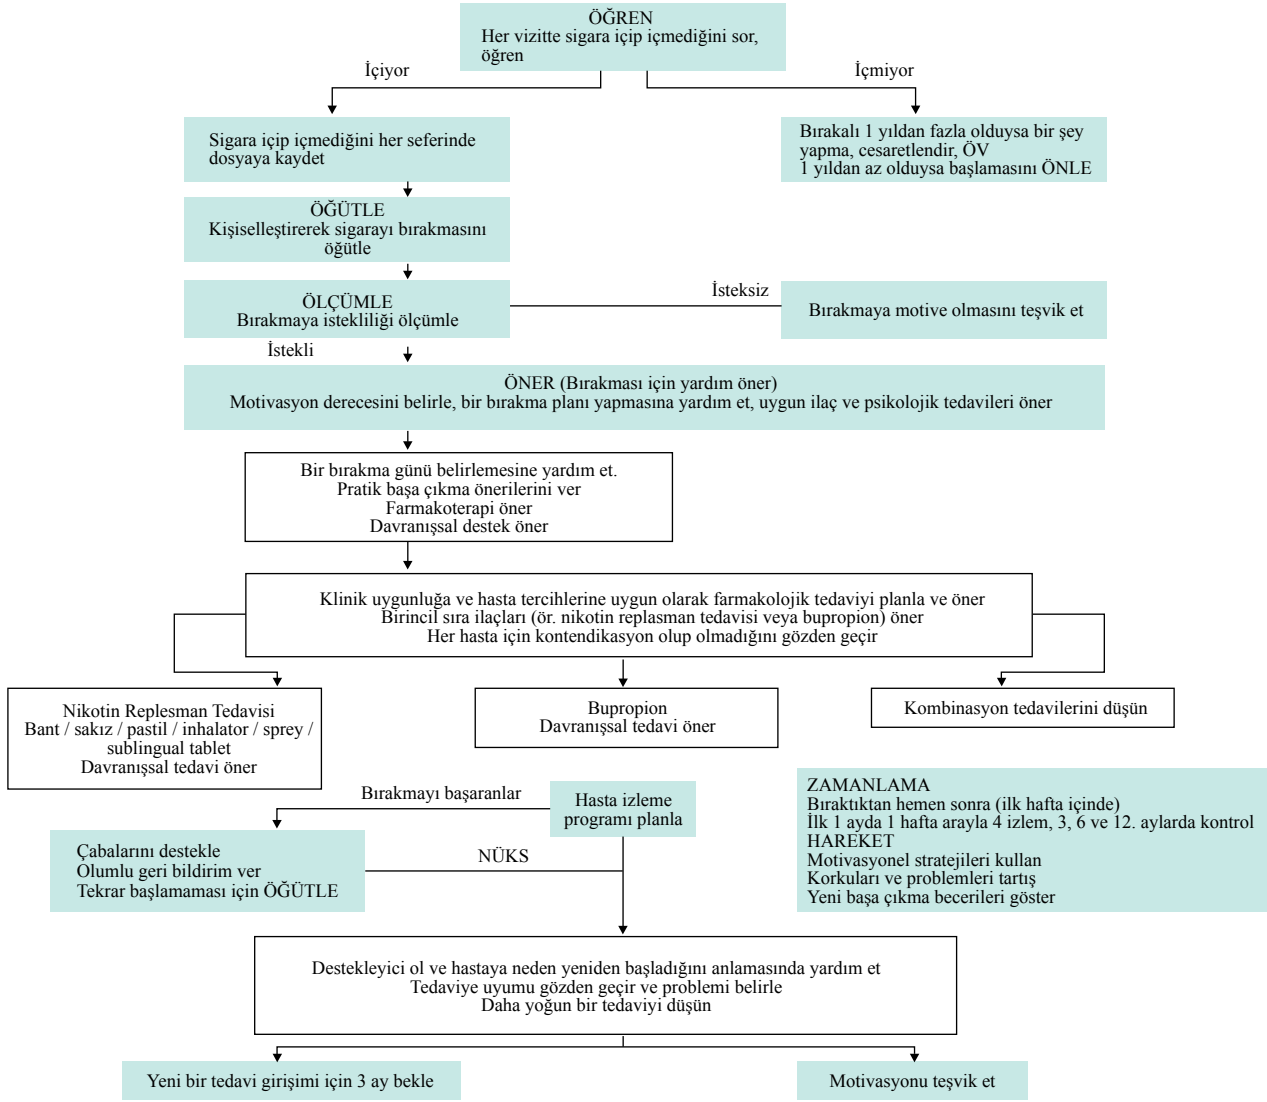 ÖĞREN
Her vizitte sigara içip içmediğini sor,
öğren
İçiyor
İçmiyor
Sigara içip içmediğini her seferinde
dosyaya kaydet
Bırakalı 1 yıldan fazla olduysa bir şey
yapma, cesaretlendir, ÖV
1 yıldan az olduysa başlamasını ÖNLE
ÖĞÜTLE
Kişiselleştirerek sigarayı bırakmasını
öğütle
ÖLÇÜMLE
Bırakmaya istekliliği ölçümle
İsteksiz
Bırakmaya motive olmasını teşvik et
İstekli
ÖNER (Bırakması için yardım öner)
Motivasyon derecesini belirle, bir bırakma planı yapmasına yardım et, uygun ilaç ve psikolojik tedavileri öner
Bir bırakma günü belirlemesine yardım et.
Pratik başa çıkma önerilerini ver
Farmakoterapi öner
Davranışsal destek öner
Klinik uygunluğa ve hasta tercihlerine uygun olarak farmakolojik tedaviyi planla ve öner
Birincil sıra ilaçları (ör. nikotin replasman tedavisi veya bupropion) öner
Her hasta için kontendikasyon olup olmadığını gözden geçir
Nikotin Replesman Tedavisi
Bant / sakız / pastil / inhalator / sprey /
sublingual tablet
Davranışsal tedavi öner
Bupropion
Davranışsal tedavi öner
Kombinasyon tedavilerini düşün
Bırakmayı başaranlar
Hasta izleme
programı planla
ZAMANLAMA
Bıraktıktan hemen sonra (ilk hafta içinde)
İlk 1 ayda 1 hafta arayla 4 izlem, 3, 6 ve 12. aylarda kontrol
HAREKET
Motivasyonel stratejileri kullan
Korkuları ve problemleri tartış
Yeni başa çıkma becerileri göster
Çabalarını destekle
Olumlu geri bildirim ver
Tekrar başlamaması için ÖĞÜTLE
NÜKS
Destekleyici ol ve hastaya neden yeniden başladığını anlamasında yardım et
Tedaviye uyumu gözden geçir ve problemi belirle
Daha yoğun bir tedaviyi düşün
Yeni bir tedavi girişimi için 3 ay bekle
Motivasyonu teşvik et